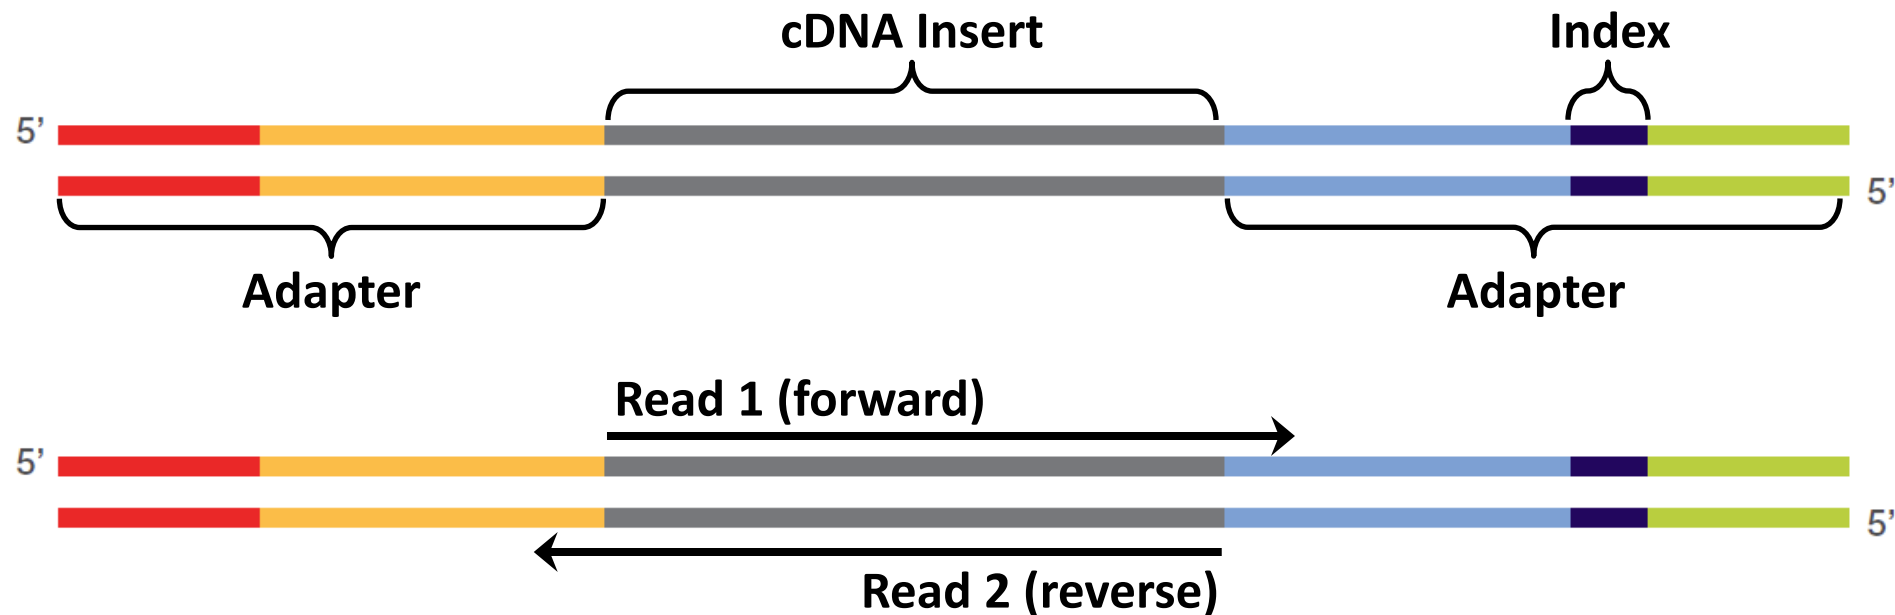 cDNA Insert
Index
5’
5’
Adapter
Adapter
Read 1 (forward)
5’
5’
Read 2 (reverse)